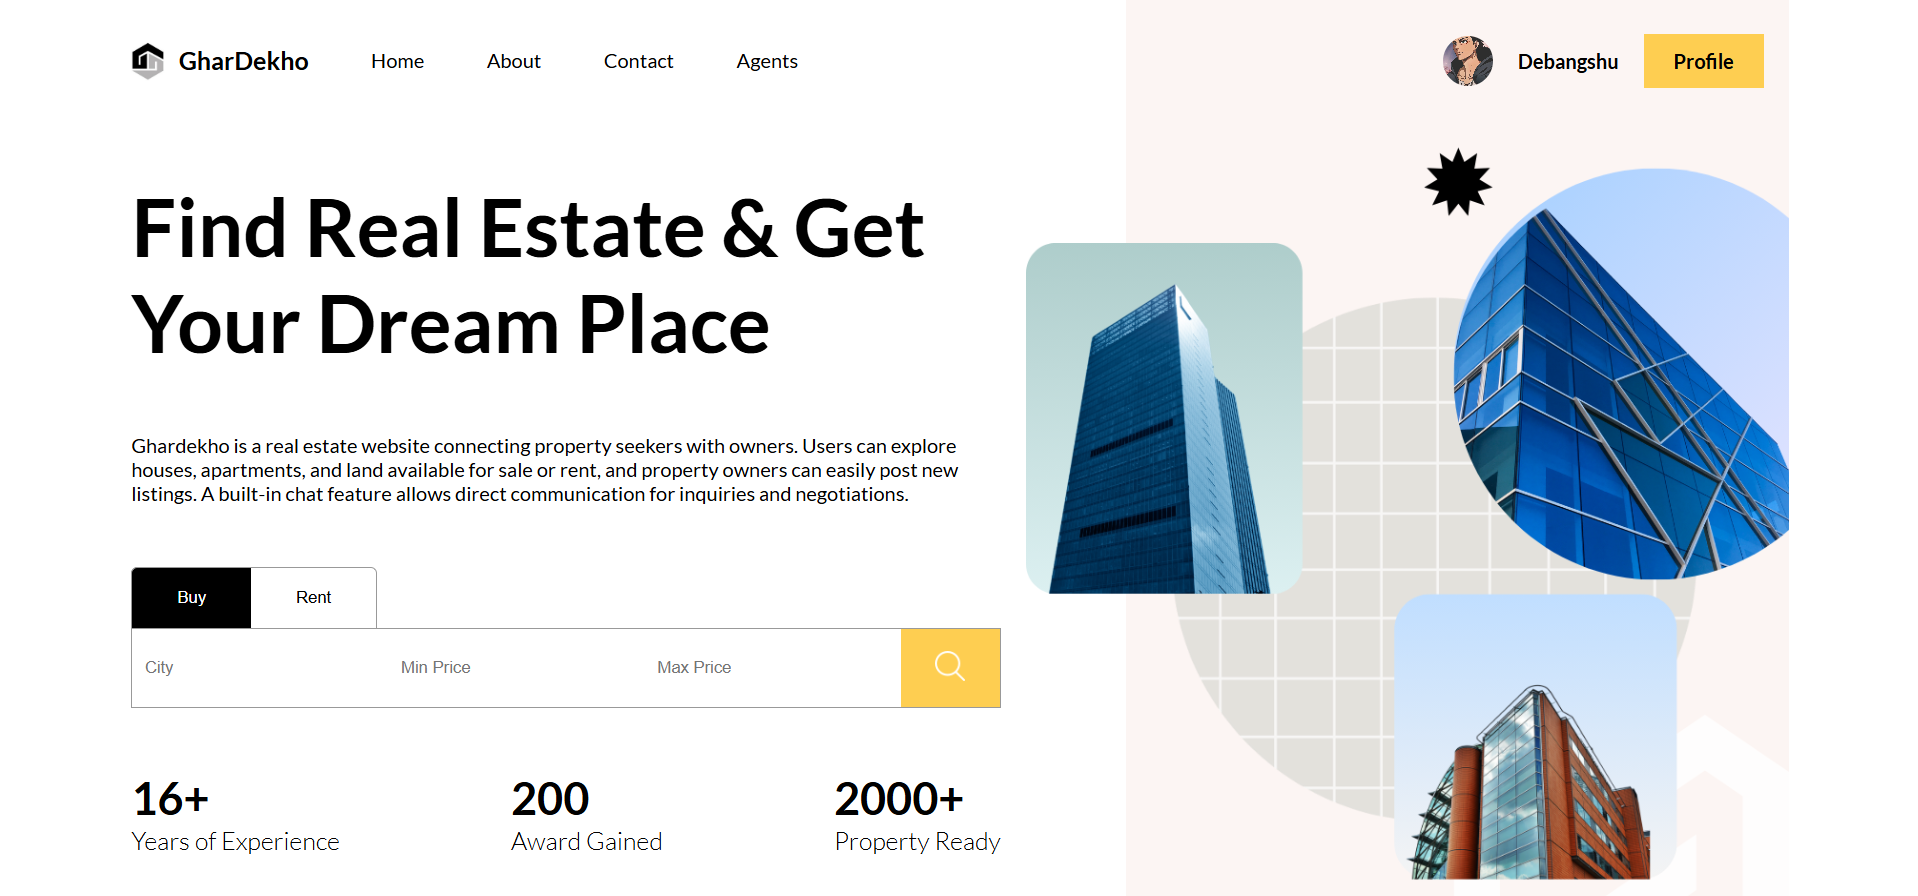 GharDekho
Home
About
Contact
Agents
Debangshu
Profile
Find Real Estate & Get
Your Dream Place
Ghardekho is a real estate website connecting property seekers with owners. Users can explore
houses, apartments, and land available for sale or rent, and property owners can easily post new
listings. A built-in chat feature allows direct communication for inquiries and negotiations.
Buy
Rent
City
Min Price
Max Price
16+
Years of Experience
200
Award Gained
2000+
Property Ready